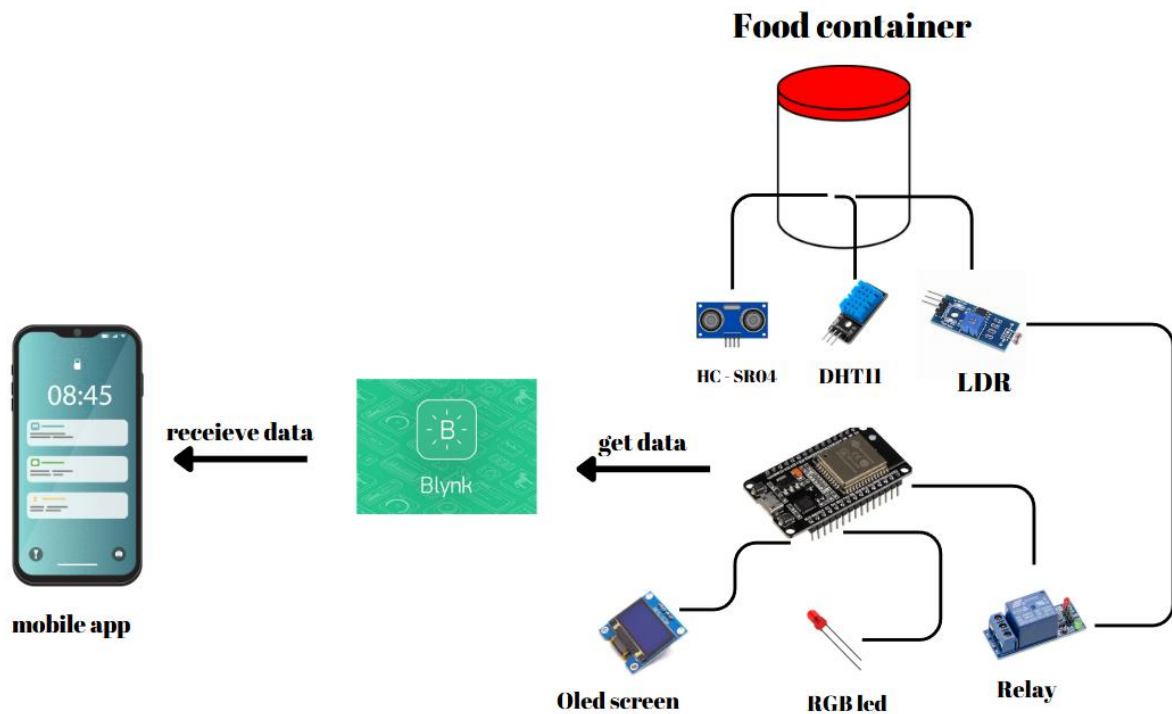 Food container
HC - SR04
DHT11
LDR
08:45
receieve data
B
Blynk
get data
mobile app
Oled screen
RGB led
Relay